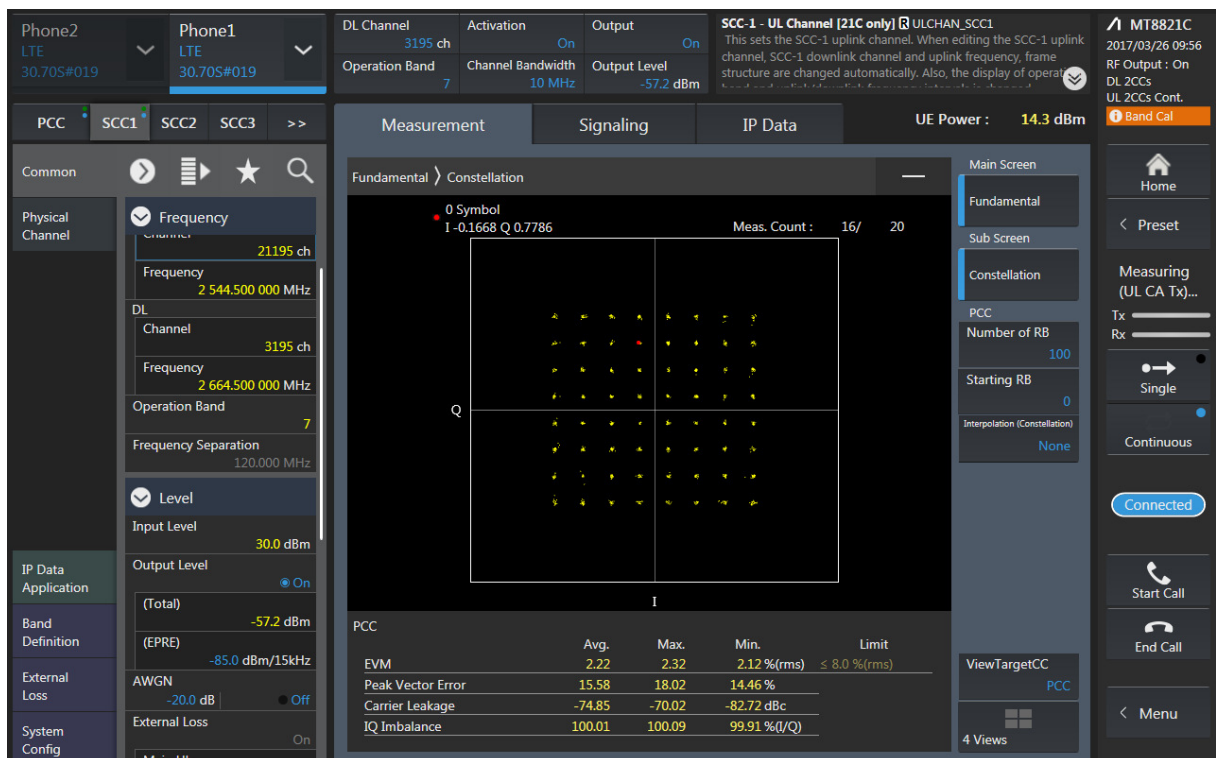 Phone2
LTE
30.70S#019
Phone1
LTE
30.70S#019
DL Channel
3195 ch
Activation
On
Output
On
Operation Band
7
Channel Bandwidth
10 MHz
Output Level
-57.2 dBm
SCC-1 - UL Channel [21C only] R ULCHAN_SCC1
This sets the SCC-1 uplink channel. When editing the SCC-1 uplink
channel, SCC-1 downlink channel and uplink frequency, frame
structure are changed automatically. Also, the display of
MT8821C
2017/03/26 09:56
RF Output : On
DL 2CCs
UL 2CCs Cont.
Band Cal
PCC SCC1 SCC2 SCC3 >>
Measurement Signaling IP Data
UE Power : 14.3 dBm
Common
Physical
Channel
IP Data
Application
Band
Definition
External
Loss
System
Config
Frequency
Channel
21195 ch
Frequency
2 544.500 000 MHz
DL
Channel
3195 ch
Frequency
2 664.500 000 MHz
Operation Band
7
Frequency Separation
120.000 MHz
Level
Input Level
30.0 dBm
Output Level
On
(Total)
-57.2 dBm
(EPRE)
-85.0 dBm/15kHz
AWGN
-20.0 dB Off
External Loss
On
Fundamental 〉 Constellation
0 Symbol
I -0.1668 Q 0.7786
Meas. Count : 16/ 20
Q
I
PCC
Avg. Max. Min. Limit
EVM 2.22 2.32 2.12 %(rms) ≤ 8.0 %(rms)
Peak Vector Error 15.58 18.02 14.46 %
Carrier Leakage -74.85 -70.02 -82.72 dBc
IQ Imbalance 100.01 100.09 99.91 %(I/Q)
Main Screen
Fundamental
Sub Screen
Constellation
PCC
Number of RB
100
Starting RB
0
Interpolation (Constellation)
None
ViewTargetCC
PCC
4 Views
Home
< Preset
Measuring
(UL CA Tx)...
Tx
Rx
Single
Continuous
Connected
Start Call
End Call
< Menu